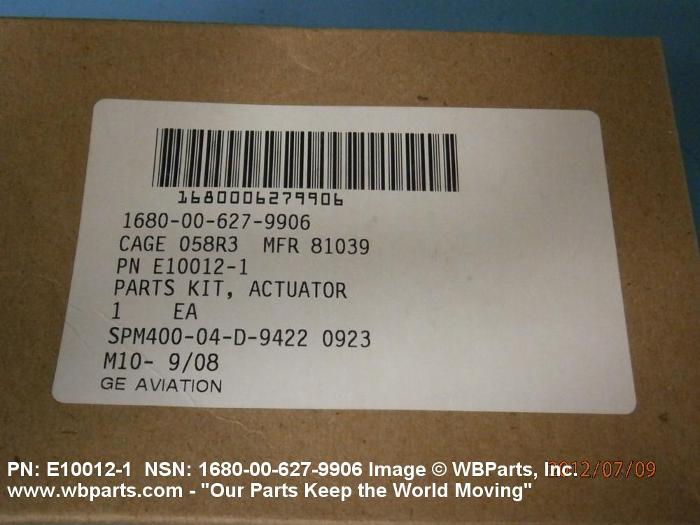 1680006279906
1680-00-627-9906
CAGE 058R3 MFR 81039
PN E10012-1
PARTS KIT, ACTUATOR
1 EA
SPM400-04-D-9422 0923
M10- 9/08
GE AVIATION
PN: E10012-1 NSN: 1680-00-627-9906 Image © WBParts, Inc.
2012/07/09
www.wbparts.com - "Our Parts Keep the World Moving"